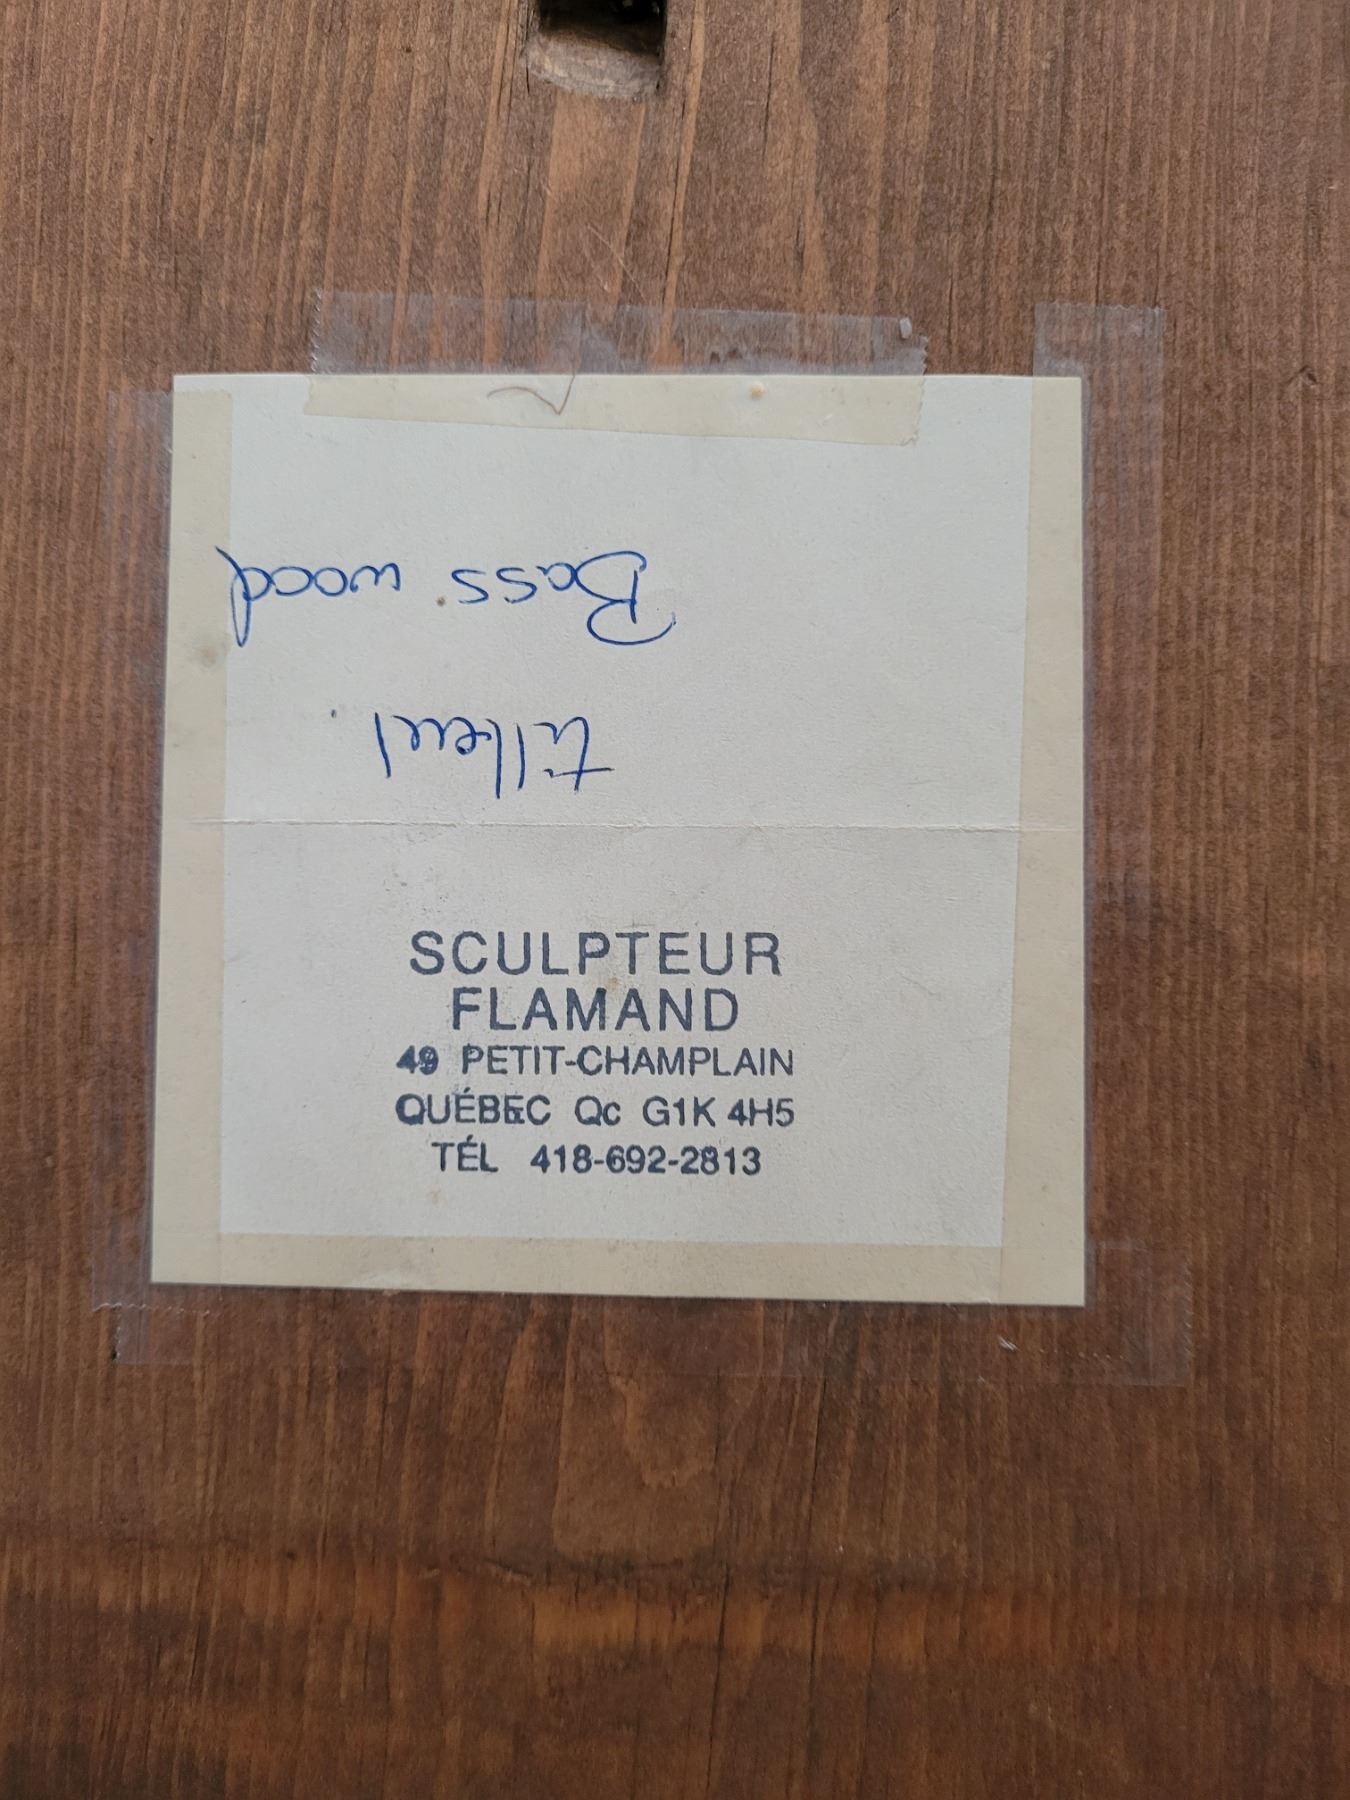 SCULPTEUR
FLAMAND
49 PETIT-CHAMPLAIN
QUÉBEC Qc G1K 4H5
TÉL 418-692-2813
tilleul
Bass wood